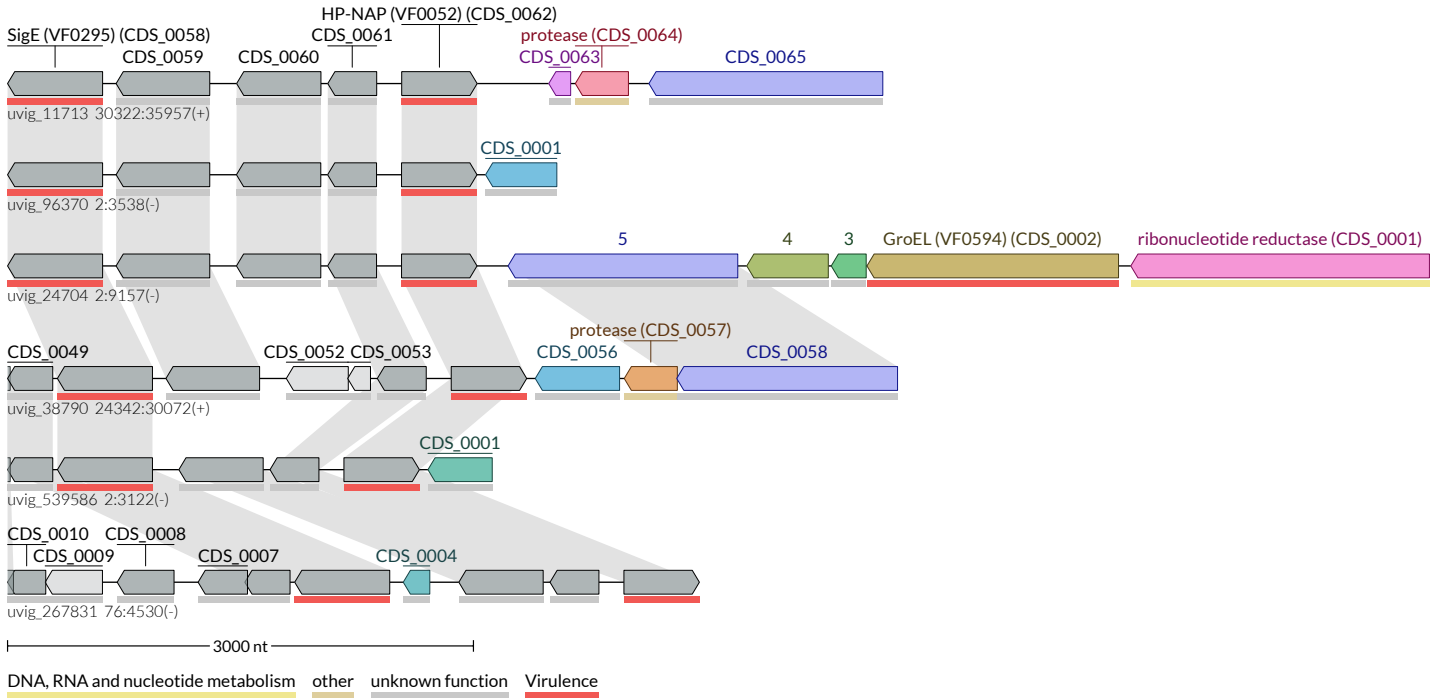 HP-NAP (VF0052) (CDS_0062)
SigE (VF0295) (CDS_0058) CDS_0061 protease (CDS_0064)
CDS_0059 CDS_0060 CDS_0063 CDS_0065
uvig_11713 30322:35957(+)
CDS_0001
uvig_96370 2:3538(-)
5 4 3 GroEL (VF0594) (CDS_0002) ribonucleotide reductase (CDS_0001)
uvig_24704 2:9157(-)
protease (CDS_0057)
CDS_0049 CDS_0052 CDS_0053 CDS_0056 CDS_0058
uvig_38790 24342:30072(+)
CDS_0001
uvig_539586 2:3122(-)
CDS_0010 CDS_0008
CDS_0009 CDS_0007 CDS_0004
uvig_267831 76:4530(-)
3000 nt
DNA, RNA and nucleotide metabolism other unknown function Virulence